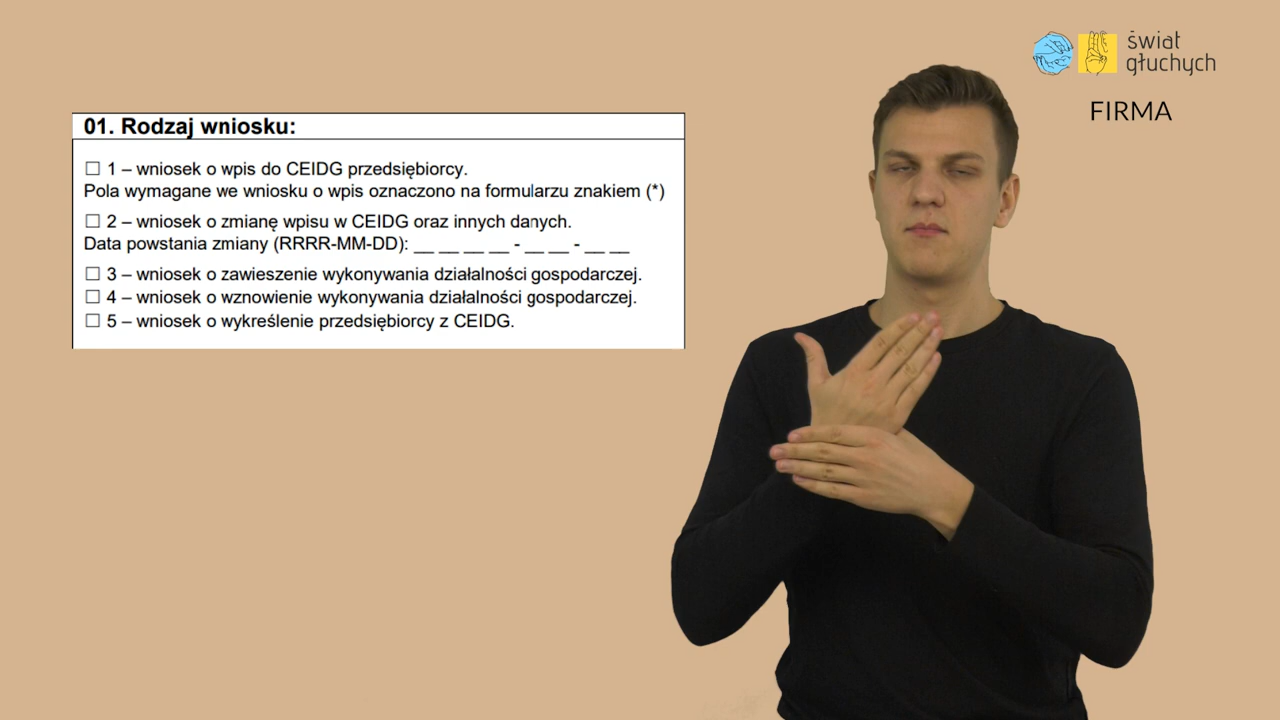 świat
głuchych
FIRMA
01. Rodzaj wniosku:
☐ 1 – wniosek o wpis do CEIDG przedsiębiorcy.
Pola wymagane we wniosku o wpis oznaczono na formularzu znakiem (*)
☐ 2 – wniosek o zmianę wpisu w CEIDG oraz innych danych.
Data powstania zmiany (RRRR-MM-DD): __ __ __ __ - __ __ - __ __
☐ 3 – wniosek o zawieszenie wykonywania działalności gospodarczej.
☐ 4 – wniosek o wznowienie wykonywania działalności gospodarczej.
☐ 5 – wniosek o wykreślenie przedsiębiorcy z CEIDG.